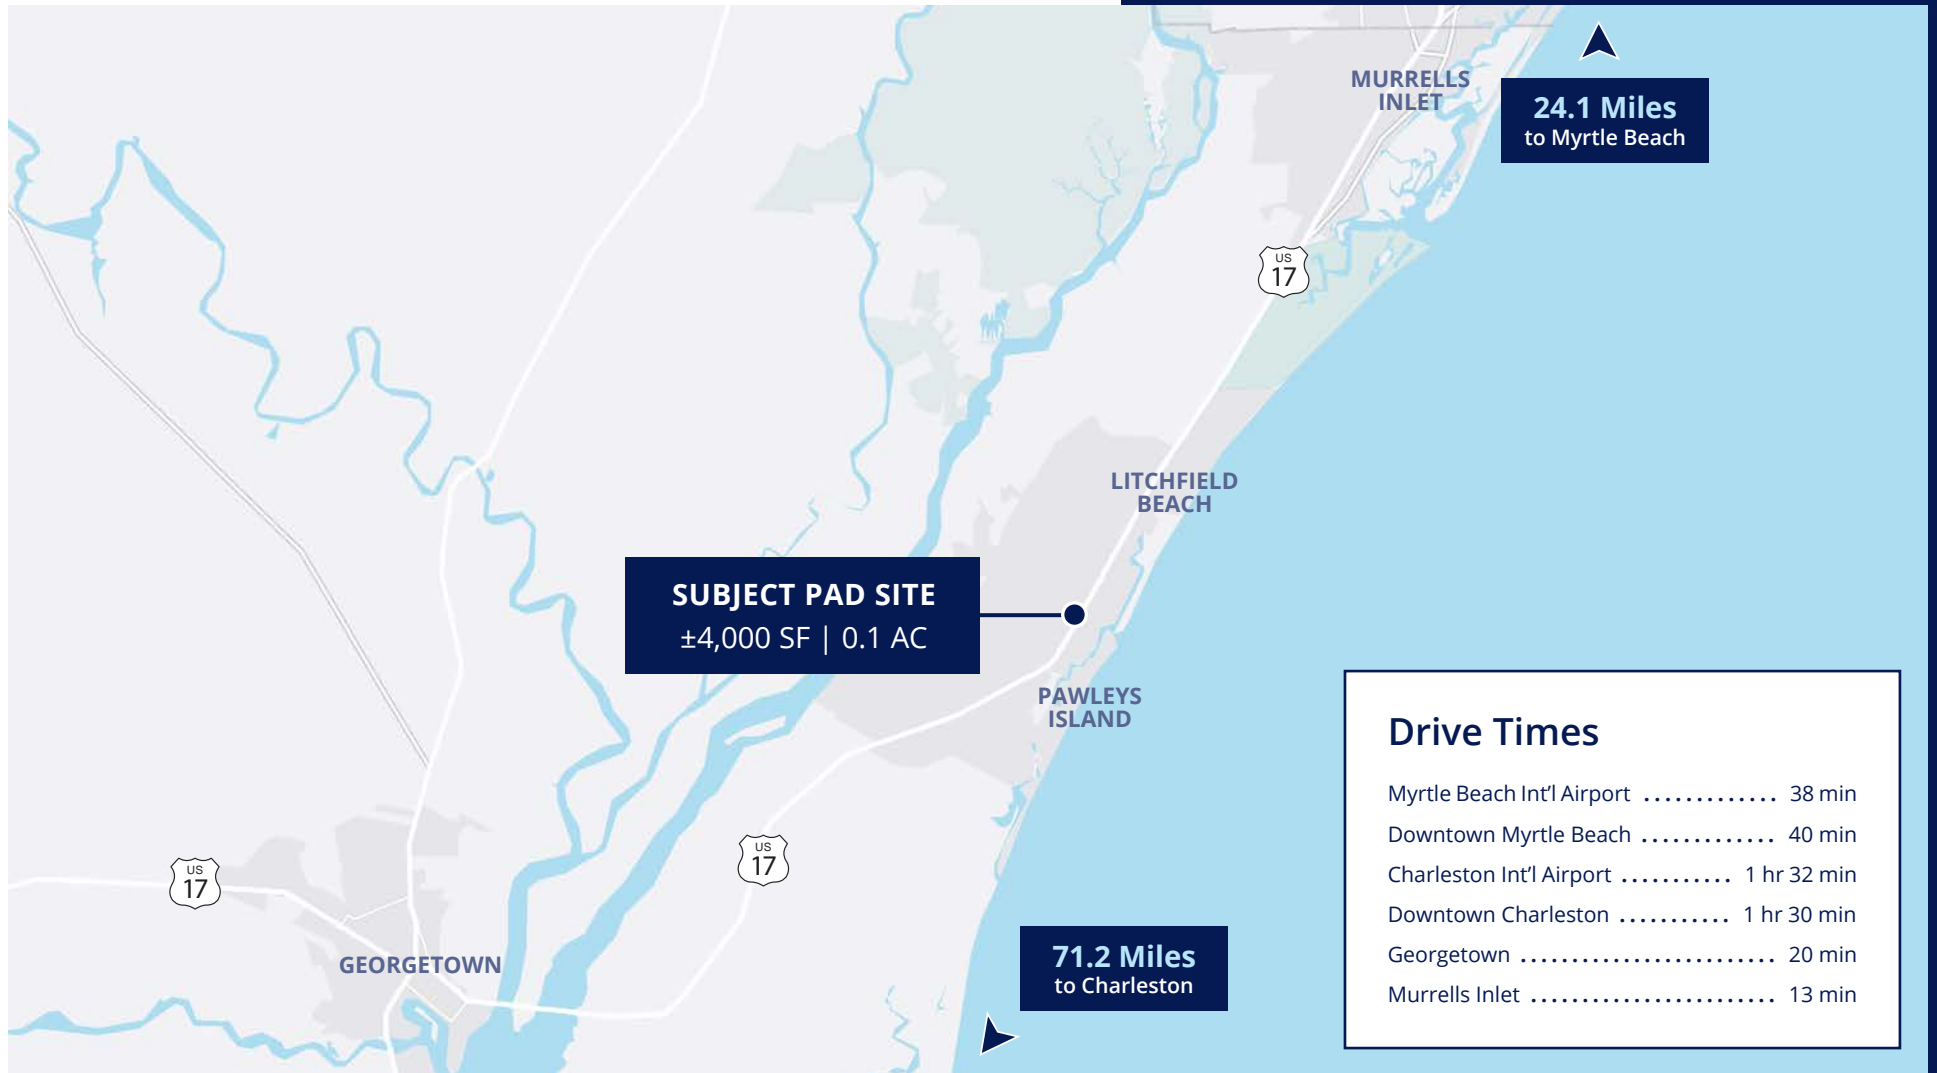 MURRELLS
INLET
24.1 Miles
to Myrtle Beach
US
17
LITCHFIELD
BEACH
SUBJECT PAD SITE
±4,000 SF | 0.1 AC
PAWLEYS
ISLAND
US
17
US
17
GEORGETOWN
71.2 Miles
to Charleston
Drive Times
Myrtle Beach Int'l Airport ............. 38 min
Downtown Myrtle Beach ............. 40 min
Charleston Int'l Airport ........... 1 hr 32 min
Downtown Charleston ........... 1 hr 30 min
Georgetown ......................... 20 min
Murrells Inlet ........................ 13 min